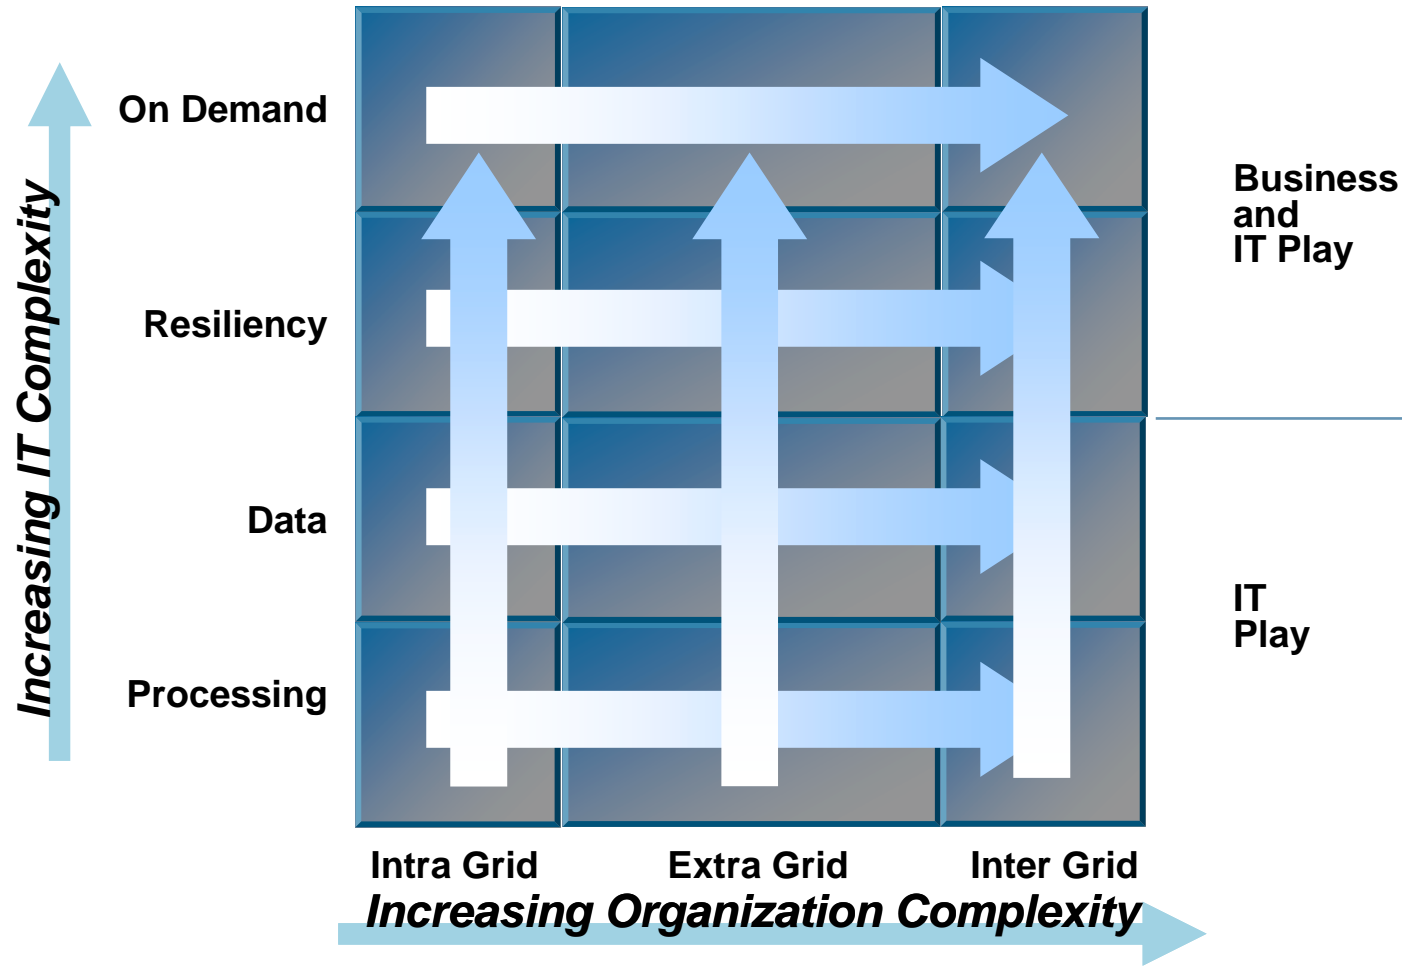 Increasing IT Complexity
On Demand
Resiliency
Data
Processing
Business
and
IT Play
IT
Play
Intra Grid
Extra Grid
Inter Grid
Increasing Organization Complexity